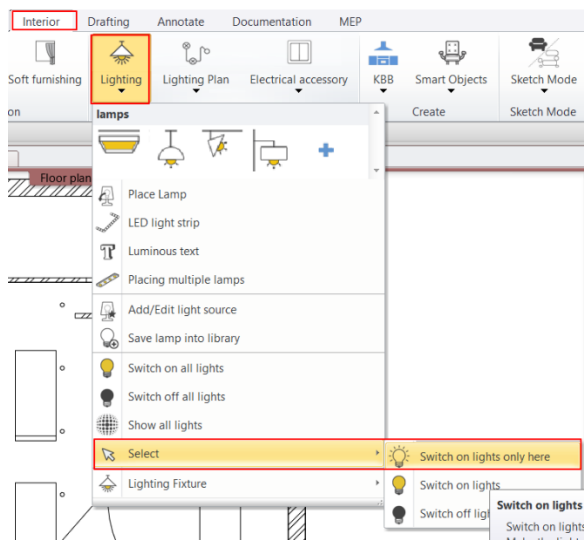 Interior Drafting Annotate Documentation MEP
Soft furnishing Lighting Lighting Plan Electrical accessory KBB Smart Objects Sketch Mode
Create Sketch Mode
lamps
Floor plan
Place Lamp
LED light strip
Luminous text
Placing multiple lamps
Add/Edit light source
Save lamp into library
Switch on all lights
Switch off all lights
Show all lights
Select Switch on lights only here
Lighting Fixture Switch on lights
Switch on lights
Switch off
Switch on lights